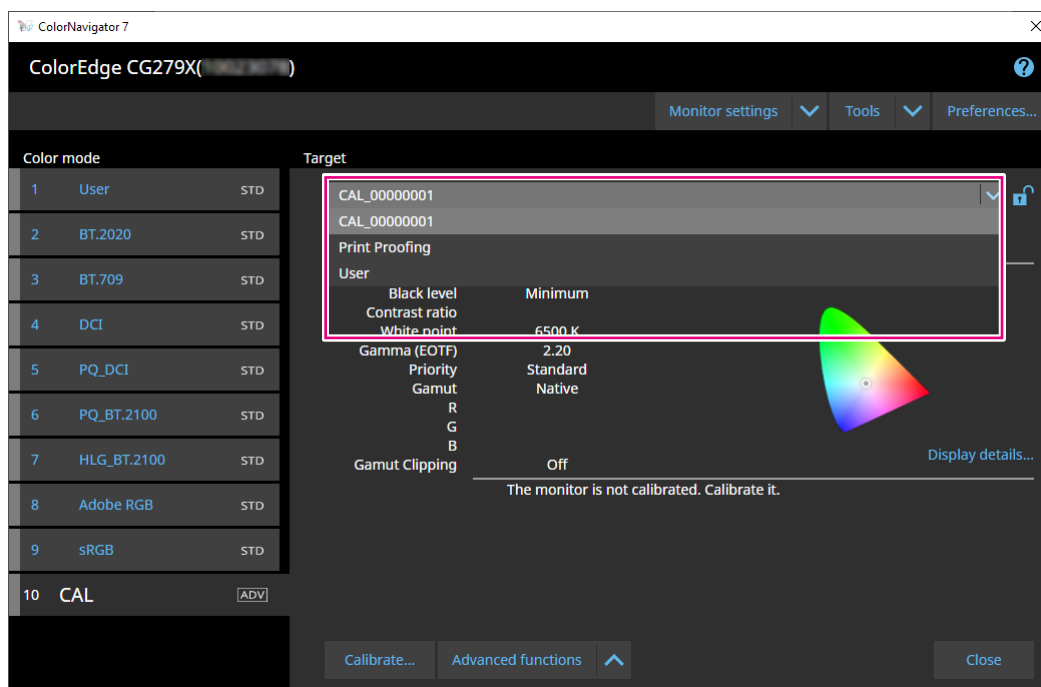 ColorNavigator 7
ColorEdge CG279X( )
Monitor settings Tools Preferences...
Color mode
Target
1 User STD
2 BT.2020 STD
3 BT.709 STD
4 DCI STD
5 PQ_DCI STD
6 PQ_BT.2100 STD
7 HLG_BT.2100 STD
8 Adobe RGB STD
9 sRGB STD
10 CAL ADV
CAL_00000001
CAL_00000001
Print Proofing
User
Black level Minimum
Contrast ratio
White point 6500 K
Gamma (EOTF) 2.20
Priority Standard
Gamut Native
R
G
B
Gamut Clipping Off
Display details...
The monitor is not calibrated. Calibrate it.
Calibrate... Advanced functions Close